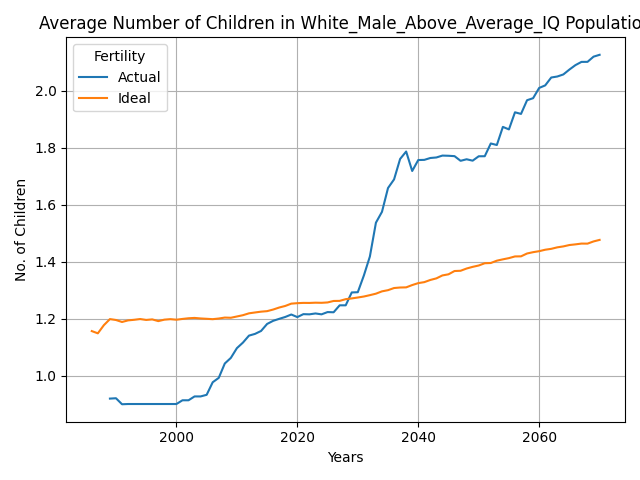 Average Number of Children in White_Male_Above_Average_IQ Populatio
Fertility
Actual
Ideal
No. of Children
2.0
1.8
1.6
1.4
1.2
1.0
2000 2020 2040 2060
Years